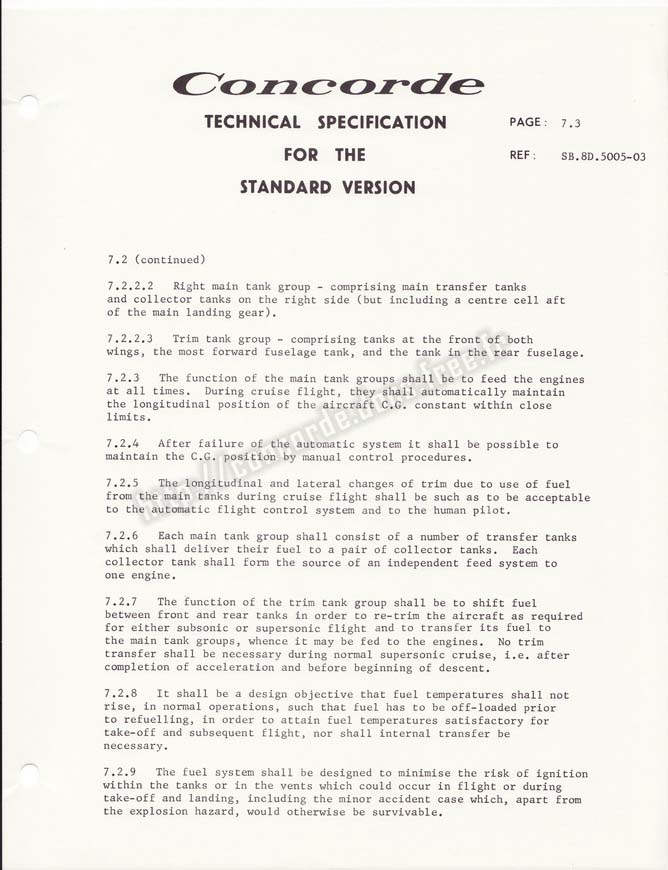 Concorde
TECHNICAL SPECIFICATION
FOR THE
STANDARD VERSION
PAGE: 7.3
REF: SB.8D.5005-03
7.2 (continued)
7.2.2.2 Right main tank group - comprising main transfer tanks
and collector tanks on the right side (but including a centre cell aft
of the main landing gear).
7.2.2.3 Trim tank group - comprising tanks at the front of both
wings, the most forward fuselage tank, and the tank in the rear fuselage.
7.2.3 The function of the main tank groups shall be to feed the engines
at all times. During cruise flight, they shall automatically maintain
the longitudinal position of the aircraft C.G. constant within close
limits.
7.2.4 After failure of the automatic system it shall be possible to
maintain the C.G. position by manual control procedures.
7.2.5 The longitudinal and lateral changes of trim due to use of fuel
from the main tanks during cruise flight shall be such as to be acceptable
to the automatic flight control system and to the human pilot.
7.2.6 Each main tank group shall consist of a number of transfer tanks
which shall deliver their fuel to a pair of collector tanks. Each
collector tank shall form the source of an independent feed system to
one engine.
7.2.7 The function of the trim tank group shall be to shift fuel
between front and rear tanks in order to re-trim the aircraft as required
for either subsonic or supersonic flight and to transfer its fuel to
the main tank groups, whence it may be fed to the engines. No trim
transfer shall be necessary during normal supersonic cruise, i.e. after
completion of acceleration and before beginning of descent.
7.2.8 It shall be a design objective that fuel temperatures shall not
rise, in normal operations, such that fuel has to be off-loaded prior
to refuelling, in order to attain fuel temperatures satisfactory for
take-off and subsequent flight, nor shall internal transfer be
necessary.
7.2.9 The fuel system shall be designed to minimise the risk of ignition
within the tanks or in the vents which could occur in flight or during
take-off and landing, including the minor accident case which, apart from
the explosion hazard, would otherwise be survivable.